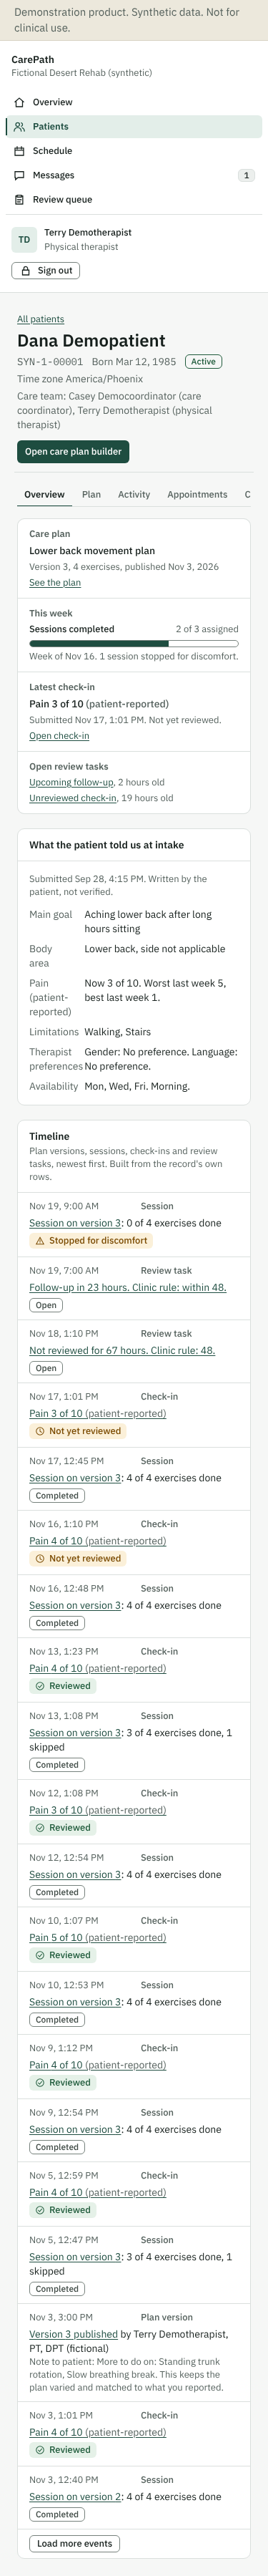 Demonstration product. Synthetic data. Not for
clinical use.
CarePath
Fictional Desert Rehab (synthetic)
Overview
Patients
Schedule
Messages 1
Review queue
TD
Terry Demotherapist
Physical therapist
Sign out
All patients
Dana Demopatient
SYN-1-00001 Born Mar 12, 1985 Active
Time zone America/Phoenix
Care team: Casey Democoordinator (care
coordinator), Terry Demotherapist (physical
therapist)
Open care plan builder
Overview Plan Activity Appointments C
Care plan
Lower back movement plan
Version 3, 4 exercises, published Nov 3, 2026
See the plan
This week
Sessions completed 2 of 3 assigned
Week of Nov 16. 1 session stopped for discomfort.
Latest check-in
Pain 3 of 10 (patient-reported)
Submitted Nov 17, 1:01 PM. Not yet reviewed.
Open check-in
Open review tasks
Upcoming follow-up, 2 hours old
Unreviewed check-in, 19 hours old
What the patient told us at intake
Submitted Sep 28, 4:15 PM. Written by the
patient, not verified.
Main goal Aching lower back after long
hours sitting
Body Lower back, side not applicable
area
Pain Now 3 of 10. Worst last week 5,
(patient- best last week 1.
reported)
Limitations Walking, Stairs
Therapist Gender: No preference. Language:
preferences No preference.
Availability Mon, Wed, Fri. Morning.
Timeline
Plan versions, sessions, check-ins and review
tasks, newest first. Built from the record's own
rows.
Nov 19, 9:00 AM Session
Session on version 3: 0 of 4 exercises done
Stopped for discomfort
Nov 19, 7:00 AM Review task
Follow-up in 23 hours. Clinic rule: within 48.
Open
Nov 18, 1:10 PM Review task
Not reviewed for 67 hours. Clinic rule: 48.
Open
Nov 17, 1:01 PM Check-in
Pain 3 of 10 (patient-reported)
Not yet reviewed
Nov 17, 12:45 PM Session
Session on version 3: 4 of 4 exercises done
Completed
Nov 16, 1:10 PM Check-in
Pain 4 of 10 (patient-reported)
Not yet reviewed
Nov 16, 12:48 PM Session
Session on version 3: 4 of 4 exercises done
Completed
Nov 13, 1:23 PM Check-in
Pain 4 of 10 (patient-reported)
Reviewed
Nov 13, 1:08 PM Session
Session on version 3: 3 of 4 exercises done, 1
skipped
Completed
Nov 12, 1:08 PM Check-in
Pain 3 of 10 (patient-reported)
Reviewed
Nov 12, 12:54 PM Session
Session on version 3: 4 of 4 exercises done
Completed
Nov 10, 1:07 PM Check-in
Pain 5 of 10 (patient-reported)
Reviewed
Nov 10, 12:53 PM Session
Session on version 3: 4 of 4 exercises done
Completed
Nov 9, 1:12 PM Check-in
Pain 4 of 10 (patient-reported)
Reviewed
Nov 9, 12:54 PM Session
Session on version 3: 4 of 4 exercises done
Completed
Nov 5, 12:59 PM Check-in
Pain 4 of 10 (patient-reported)
Reviewed
Nov 5, 12:47 PM Session
Session on version 3: 3 of 4 exercises done, 1
skipped
Completed
Nov 3, 3:00 PM Plan version
Version 3 published by Terry Demotherapist,
PT, DPT (fictional)
Note to patient: More to do on: Standing trunk
rotation, Slow breathing break. This keeps the
plan varied and matched to what you reported.
Nov 3, 1:01 PM Check-in
Pain 4 of 10 (patient-reported)
Reviewed
Nov 3, 12:40 PM Session
Session on version 2: 4 of 4 exercises done
Completed
Load more events